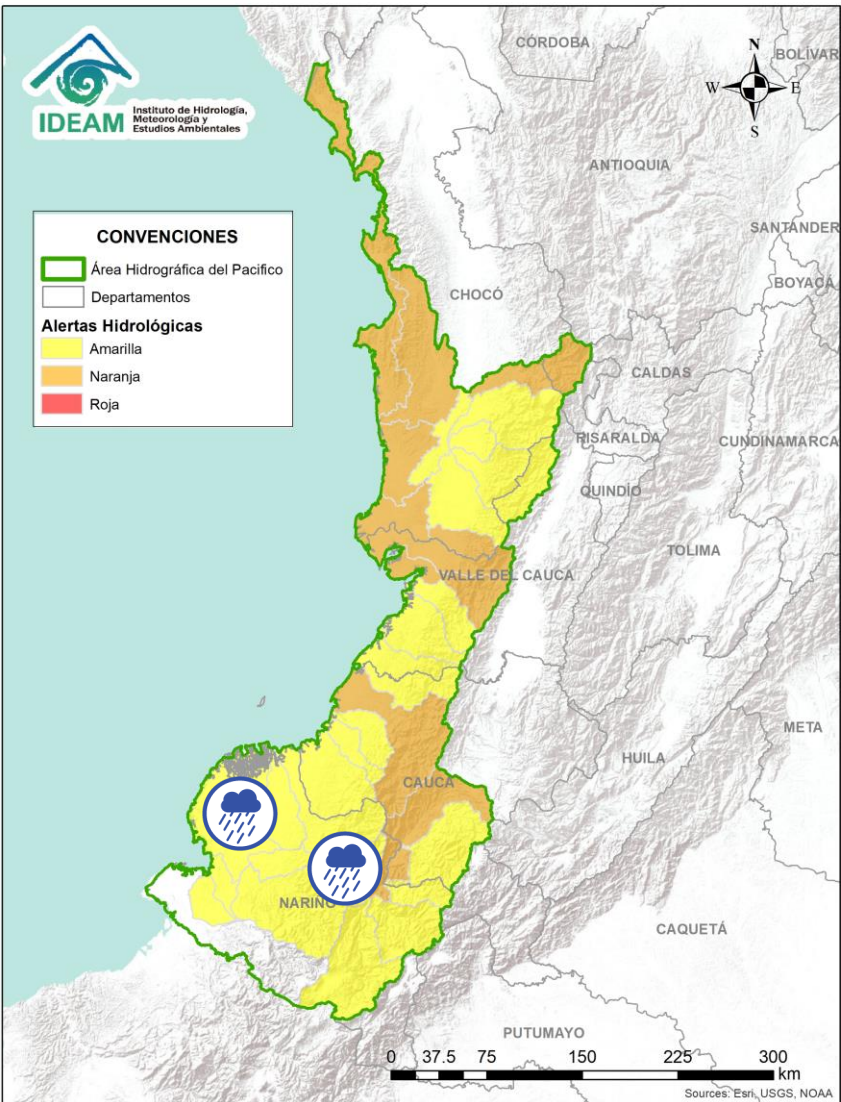 IDEAM
Instituto de Hidrología,
Meteorología y
Estudios Ambientales
CÓRDOBA
BOLÍVAR
N
W
E
S
ANTIOQUIA
SANTANDER
BOYACÁ
CONVENCIONES
Área Hidrográfica del Pacifico
Departamentos
Alertas Hidrológicas
Amarilla
Naranja
Roja
CHOCÓ
CALDAS
RISARALDA
CUNDINAMARCA
QUINDÍO
TOLIMA
VALLE DEL CAUCA
META
HUILA
CAUCA
NARIÑO
CAQUETÁ
PUTUMAYO
0 37.5 75 150 225 300
km
Sources: Esri, USGS, NOAA